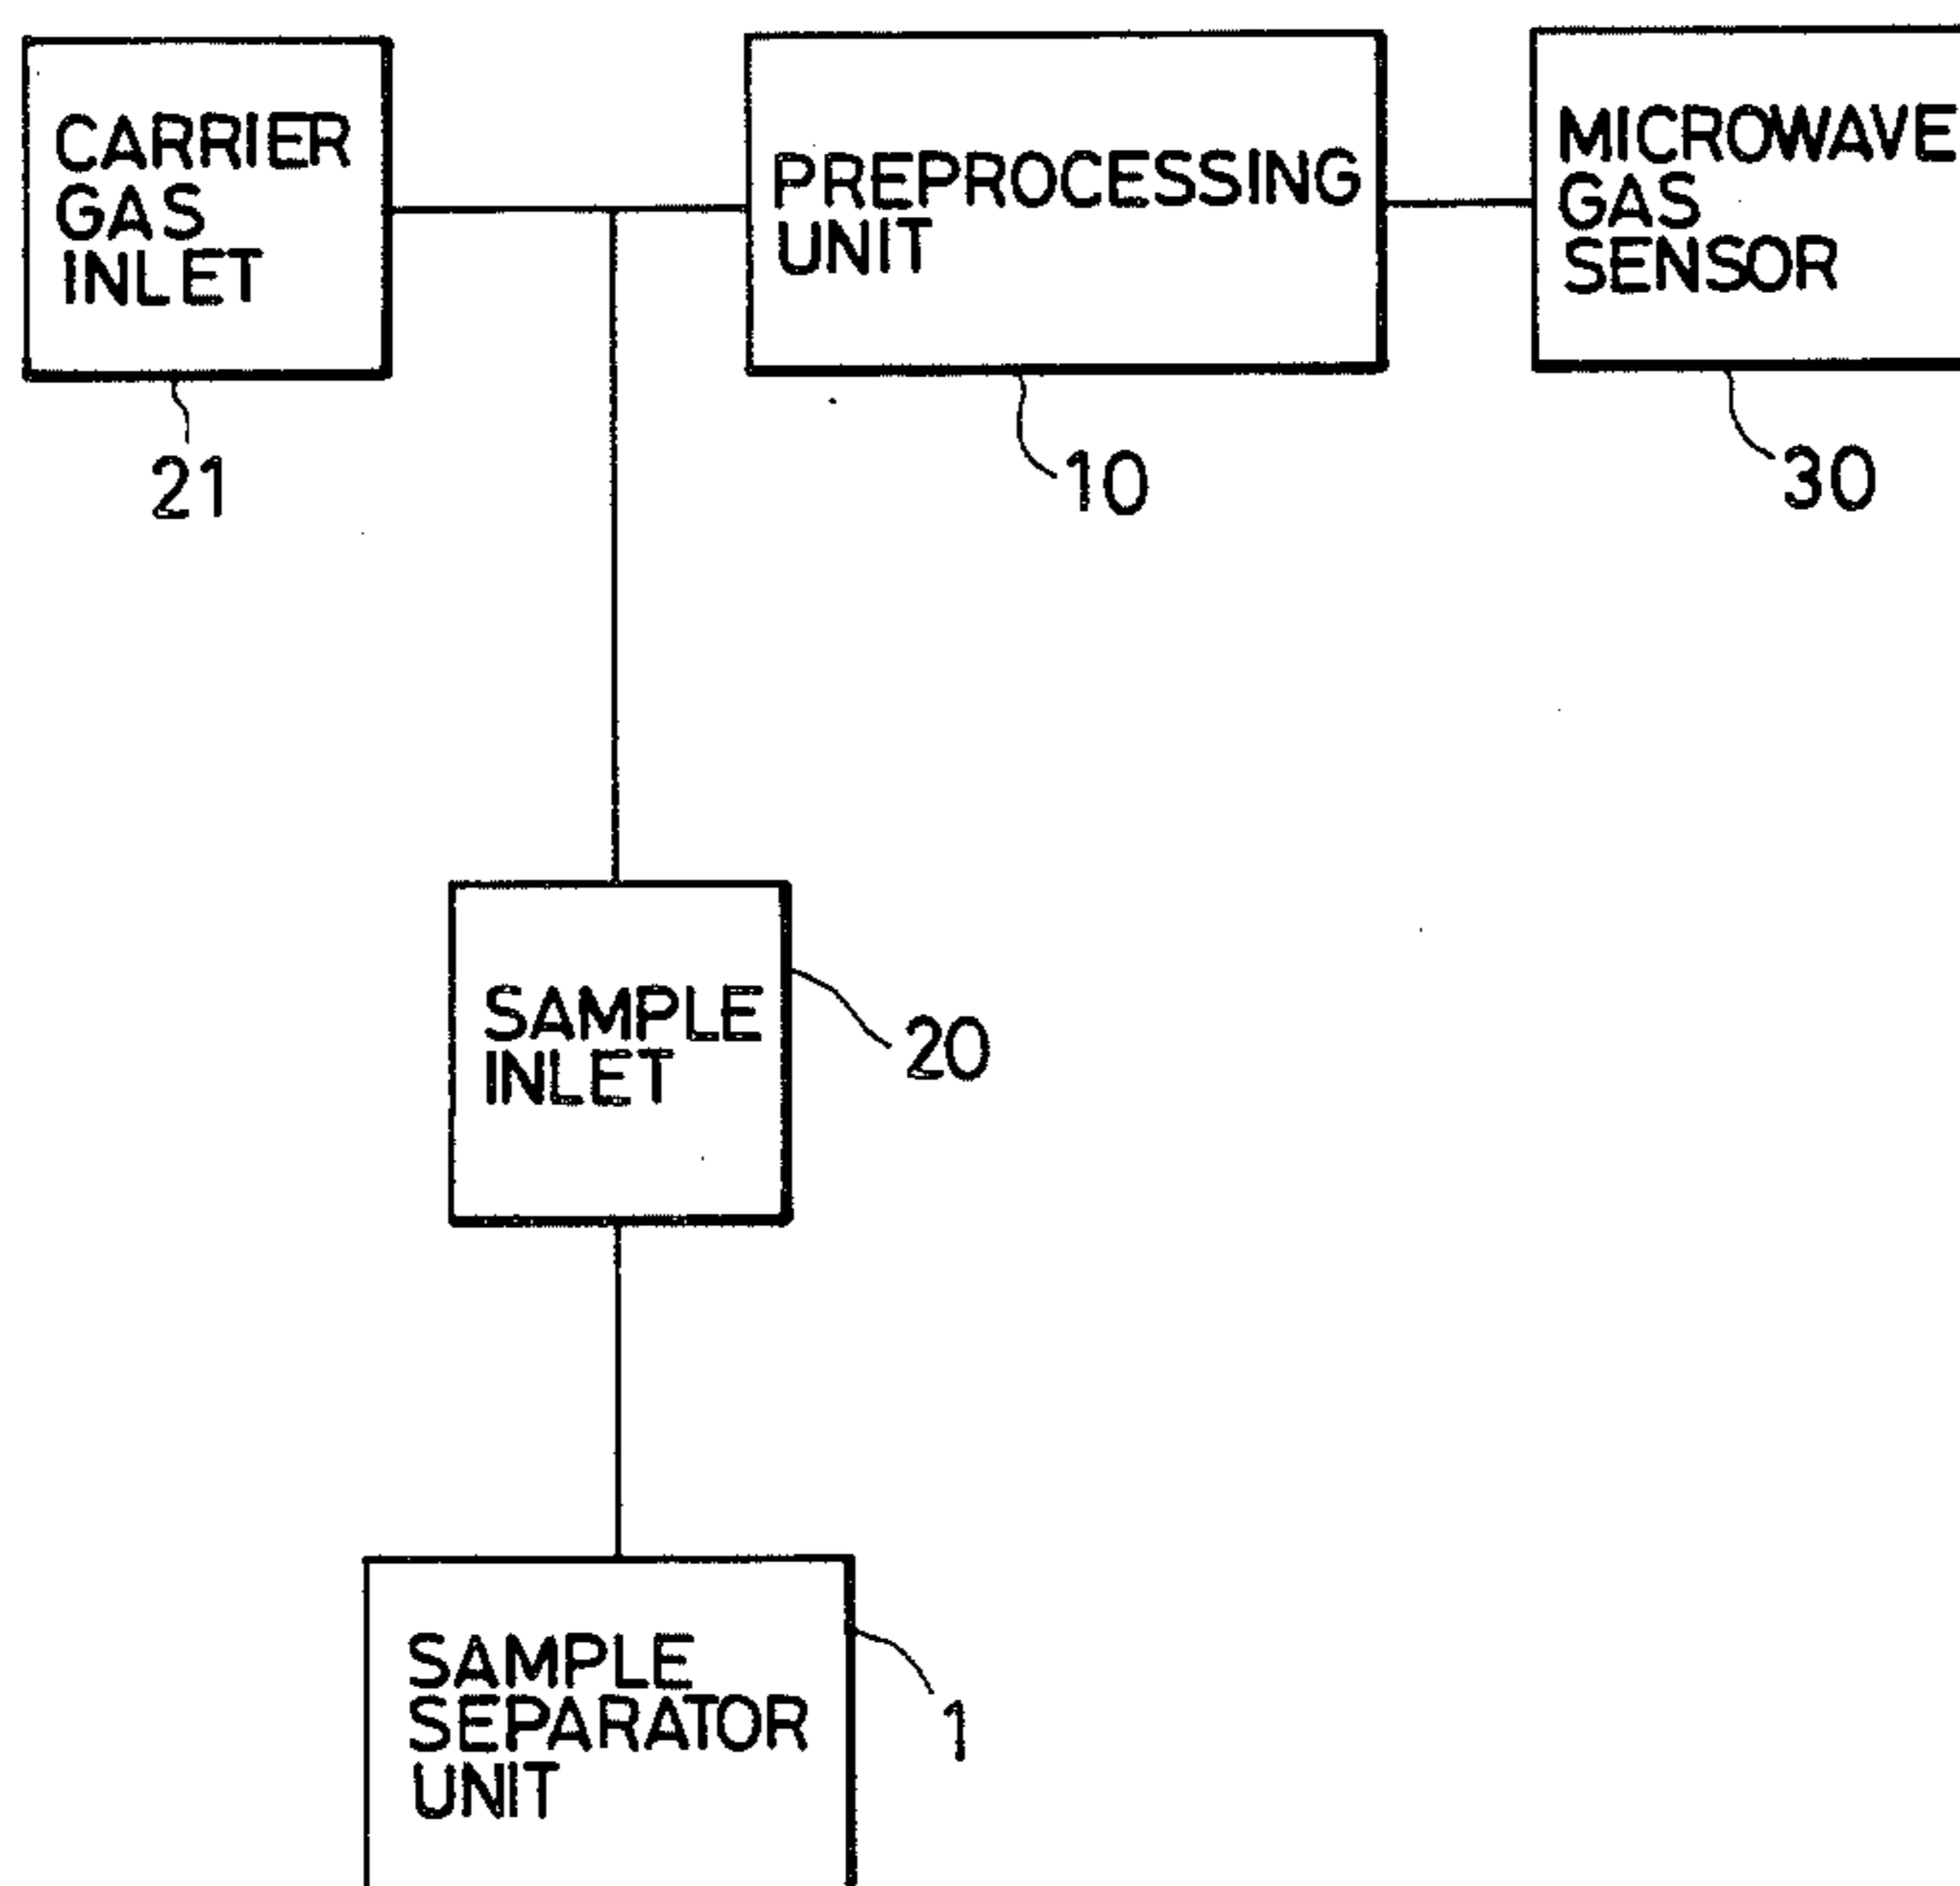 CARRIER
GAS
INLET
PREPROCESSING
UNIT
MICROWAVE
GAS
SENSOR
21
10
30
SAMPLE
INLET
20
SAMPLE
SEPARATOR
UNIT
1